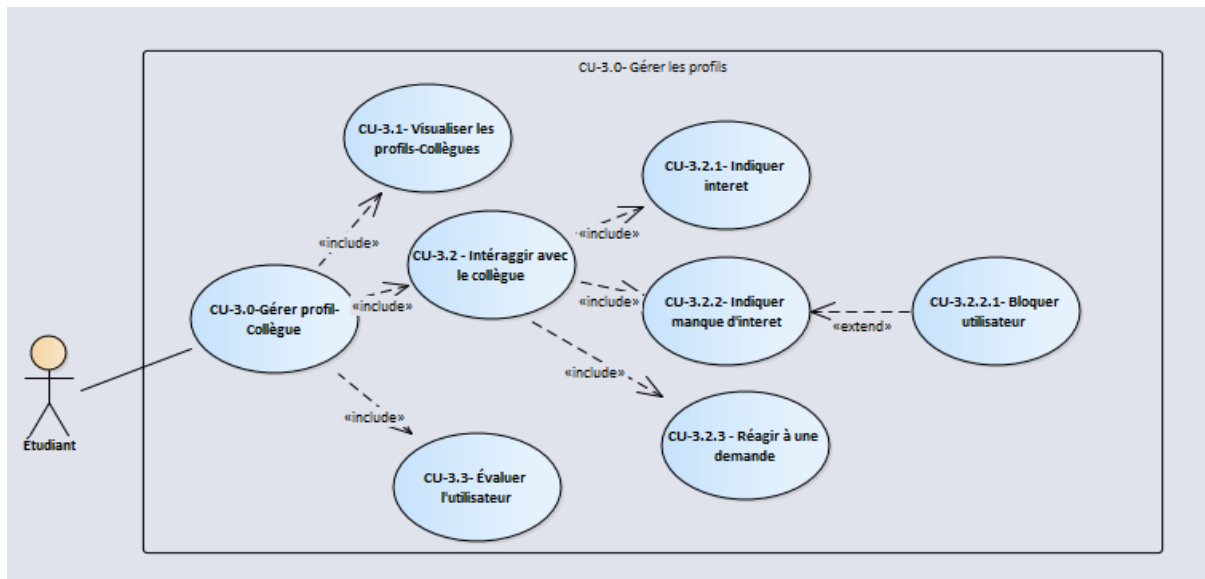 CU-3.0- Gérer les profils
CU-3.1- Visualiser les
profils-Collègues
CU-3.2.1- Indiquer
interet
«include»
«include»
CU-3.2 - Intéraggir avec
le collègue
CU-3.0-Gérer profil-
Collègue
«include»
«include»
CU-3.2.2- Indiquer
manque d'interet
CU-3.2.2.1- Bloquer
utilisateur
«extend»
«include»
«include»
Étudiant
CU-3.2.3 - Réagir à une
demande
CU-3.3- Évaluer
l'utilisateur